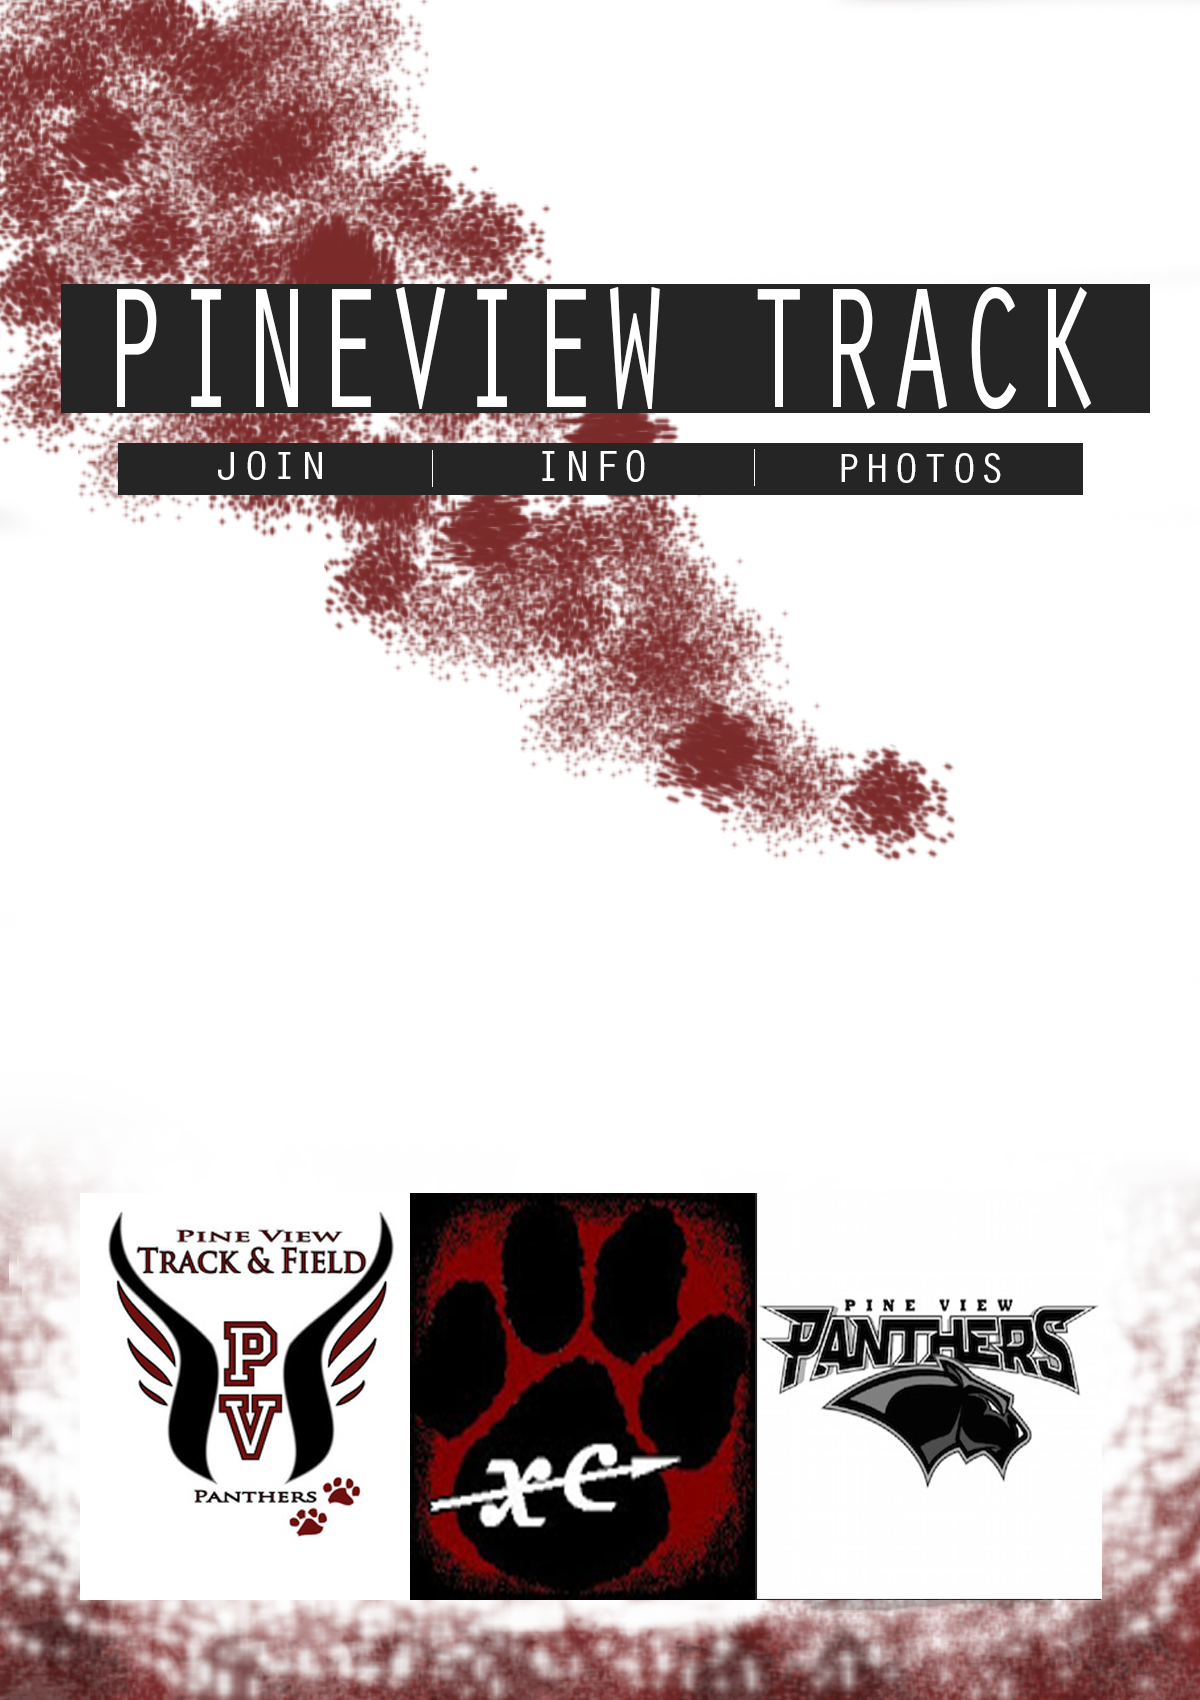 PINEVIEW TRACK
JOIN INFO PHOTOS
PINE VIEW
TRACK & FIELD
P
V
PANTHERS
xc
PINE VIEW
PANTHERS